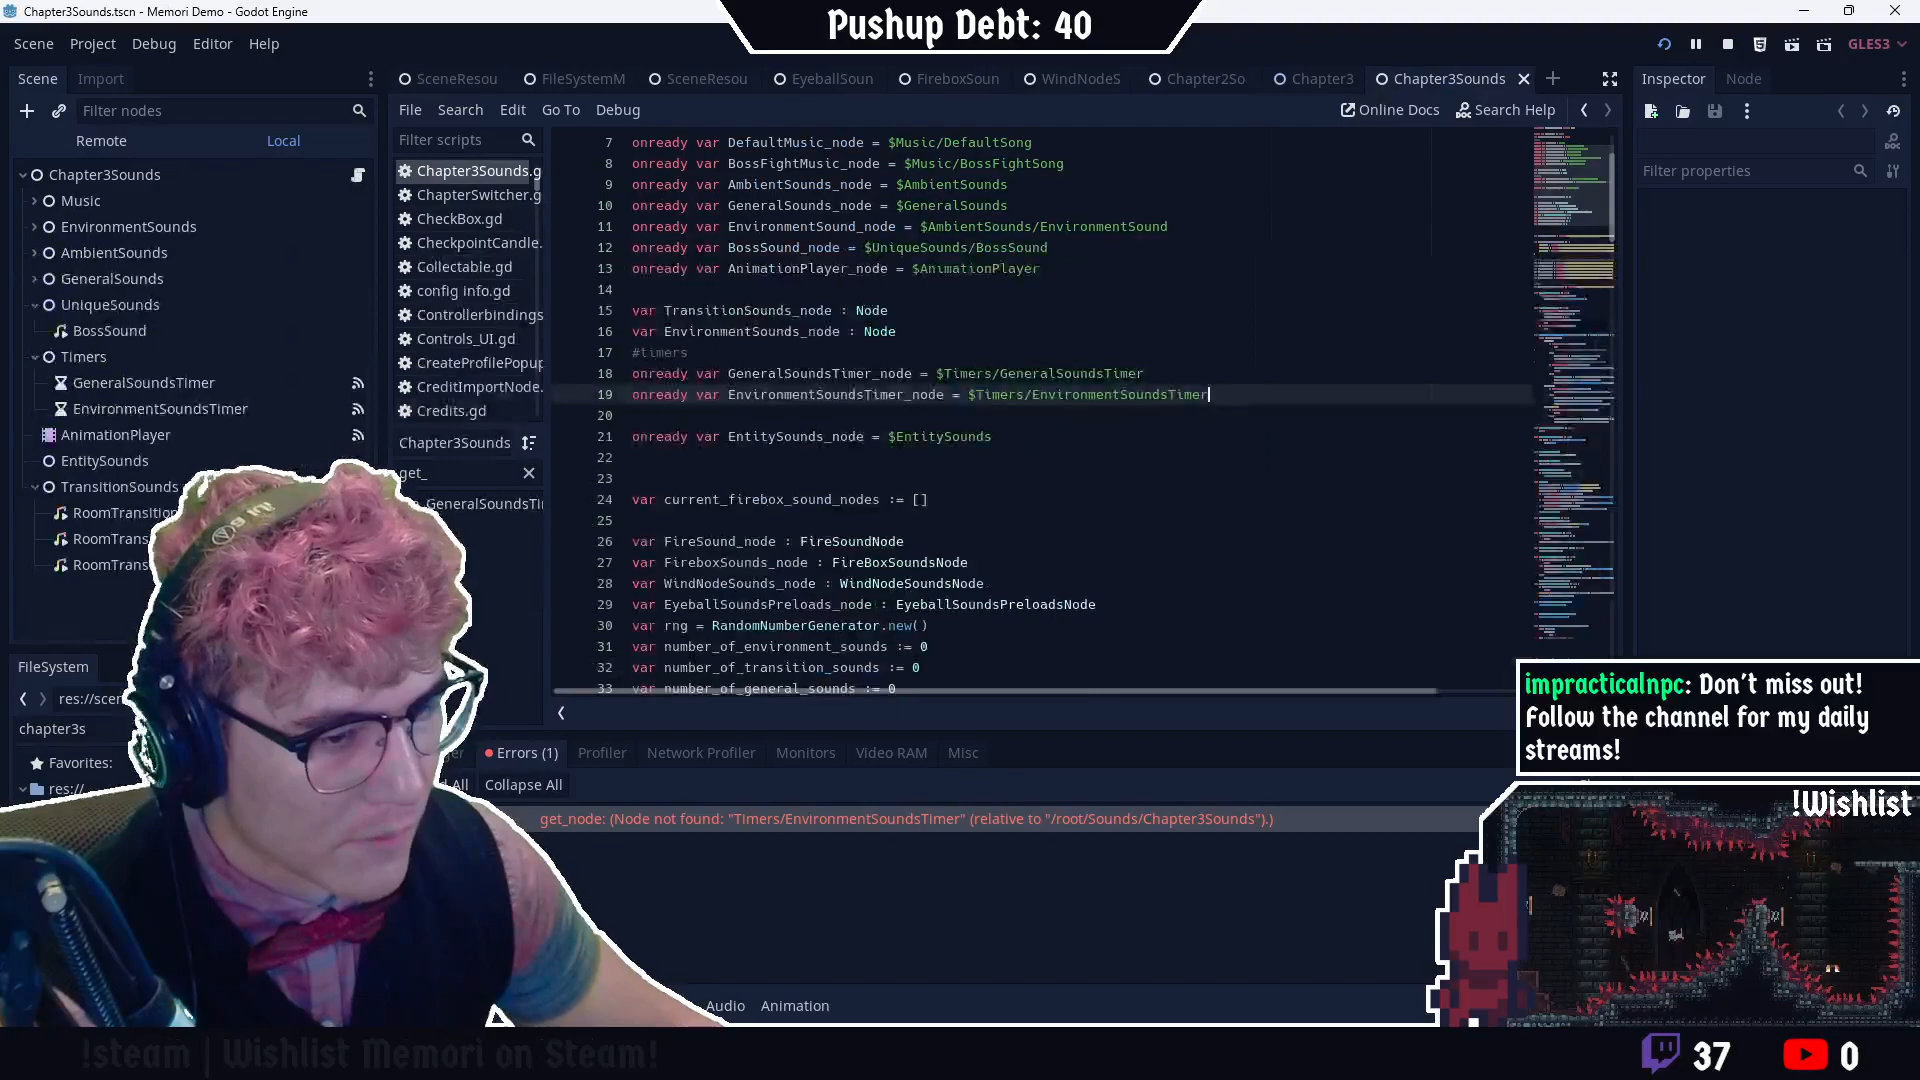 Chapter3Sounds.tscn - Memori Demo - Godot Engine
Pushup Debt: 40
Scene Project Debug Editor Help
GLES3
Scene Import
SceneResou FileSystemM SceneResou EyeballSoun FireboxSoun WindNodeS Chapter2So Chapter3 Chapter3Sounds
Inspector Node
Filter nodes
File Search Edit Go To Debug
Online Docs Search Help
Remote Local
Filter scripts
Filter properties
Chapter3Sounds
Music
EnvironmentSounds
AmbientSounds
GeneralSounds
UniqueSounds
BossSound
Timers
GeneralSoundsTimer
EnvironmentSoundsTimer
AnimationPlayer
EntitySounds
TransitionSounds
RoomTransition
RoomTrans
RoomTrans
Chapter3Sounds.g
ChapterSwitcher.g
CheckBox.gd
CheckpointCandle.
Collectable.gd
config info.gd
Controllerbindings
Controls_UI.gd
CreateProfilePopup
CreditImportNode.
Credits.gd
Chapter3Sounds
get_
GeneralSoundsTi
7 onready var DefaultMusic_node = $Music/DefaultSong
8 onready var BossFightMusic_node = $Music/BossFightSong
9 onready var AmbientSounds_node = $AmbientSounds
10 onready var GeneralSounds_node = $GeneralSounds
11 onready var EnvironmentSound_node = $AmbientSounds/EnvironmentSound
12 onready var BossSound_node = $UniqueSounds/BossSound
13 onready var AnimationPlayer_node = $AnimationPlayer
14
15 var TransitionSounds_node : Node
16 var EnvironmentSounds_node : Node
17 #timers
18 onready var GeneralSoundsTimer_node = $Timers/GeneralSoundsTimer
19 onready var EnvironmentSoundsTimer_node = $Timers/EnvironmentSoundsTimer
20
21 onready var EntitySounds_node = $EntitySounds
22
23
24 var current_firebox_sound_nodes := []
25
26 var FireSound_node : FireSoundNode
27 var FireboxSounds_node : FireBoxSoundsNode
28 var WindNodeSounds_node : WindNodeSoundsNode
29 var EyeballSoundsPreloads_node : EyeballSoundsPreloadsNode
30 var rng = RandomNumberGenerator.new()
31 var number_of_environment_sounds := 0
32 var number_of_transition_sounds := 0
33 var number_of_general_sounds := 0
FileSystem
res://scen
chapter3s
Favorites:
res://
Errors (1) Profiler Network Profiler Monitors Video RAM Misc
All Collapse All
get_node: (Node not found: "Timers/EnvironmentSoundsTimer" (relative to "/root/Sounds/Chapter3Sounds").)
Audio Animation
impracticalnpc: Don't miss out!
Follow the channel for my daily
streams!
!Wishlist
!steam | Wishlist Memori on Steam!
37 0